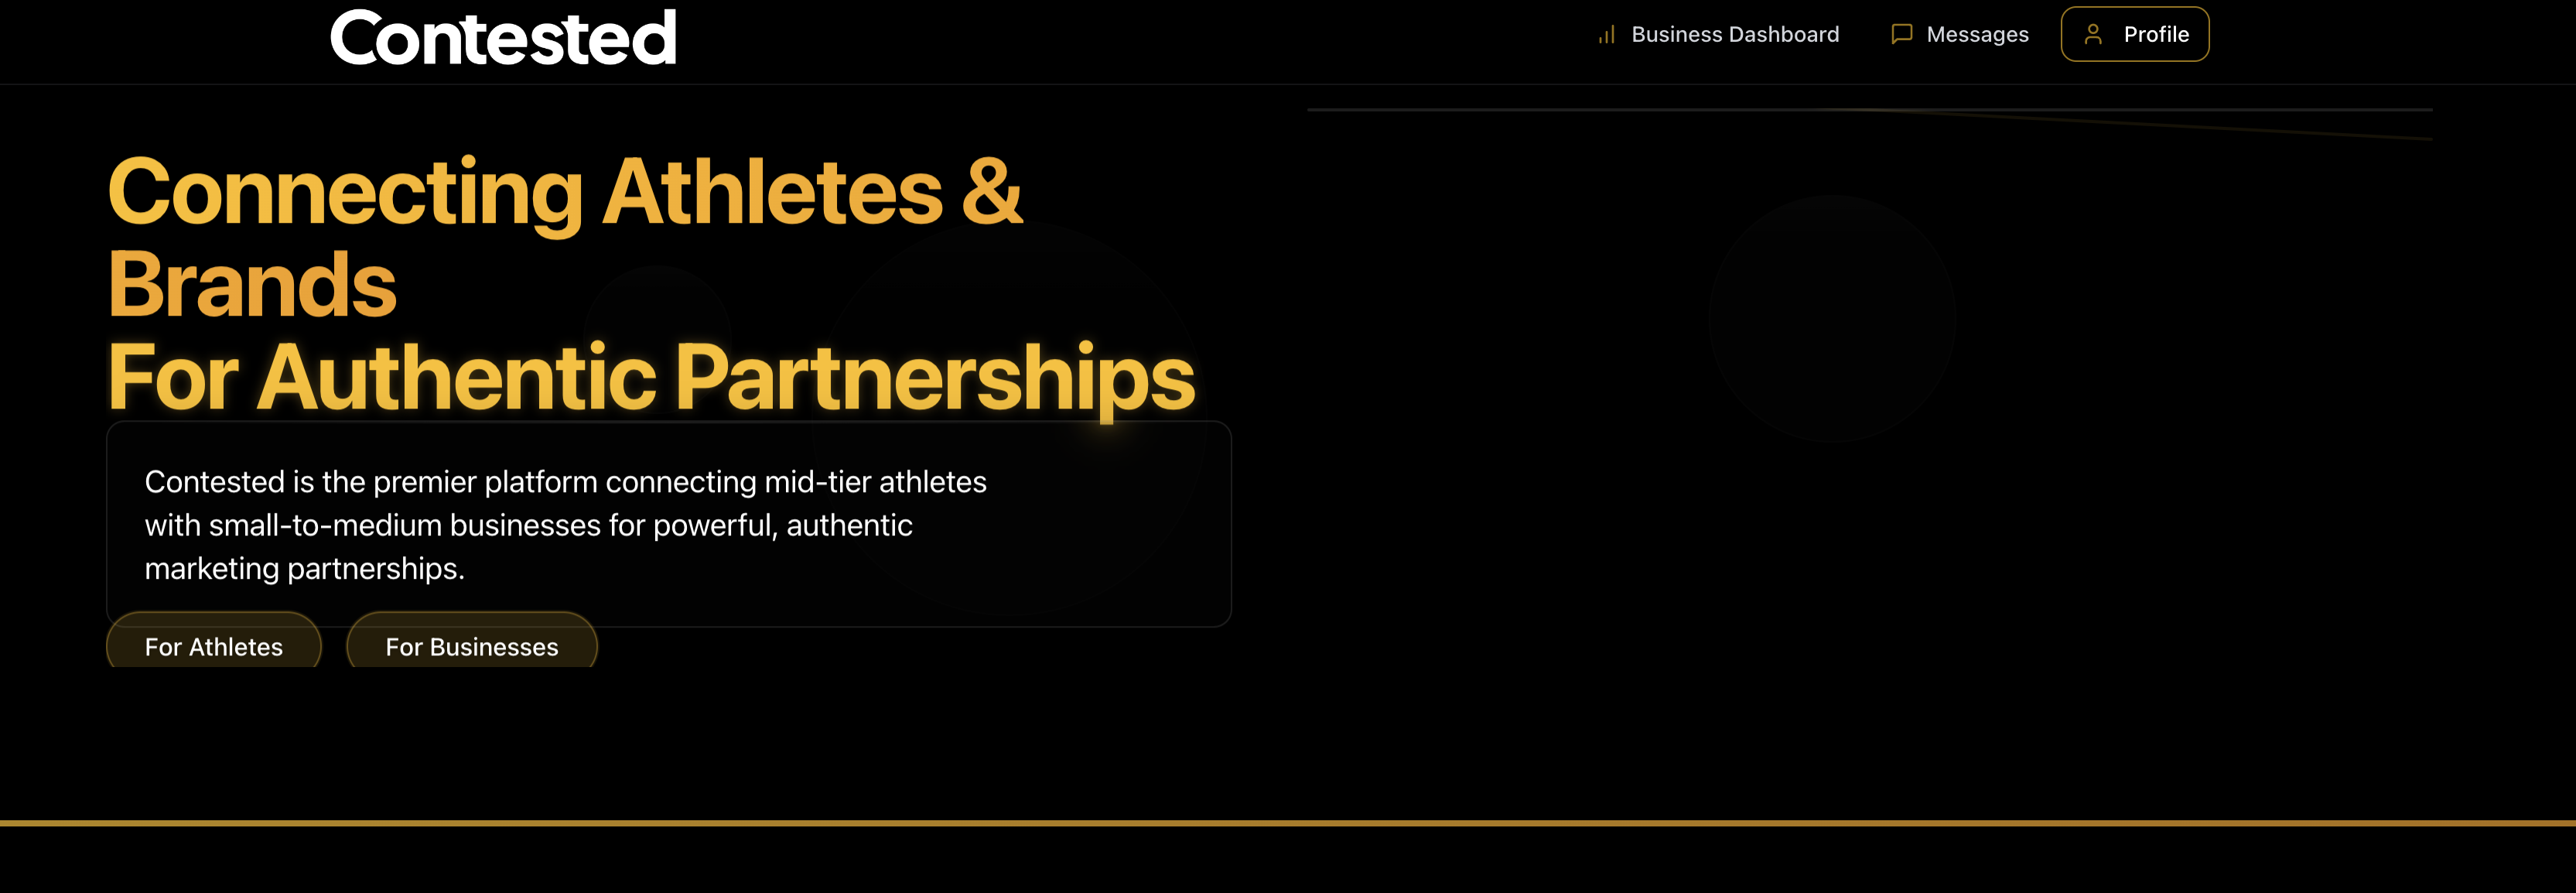 Contested
Business Dashboard
Messages
Profile
Connecting Athletes &
Brands
For Authentic Partnerships
Contested is the premier platform connecting mid-tier athletes
with small-to-medium businesses for powerful, authentic
marketing partnerships.
For Athletes
For Businesses